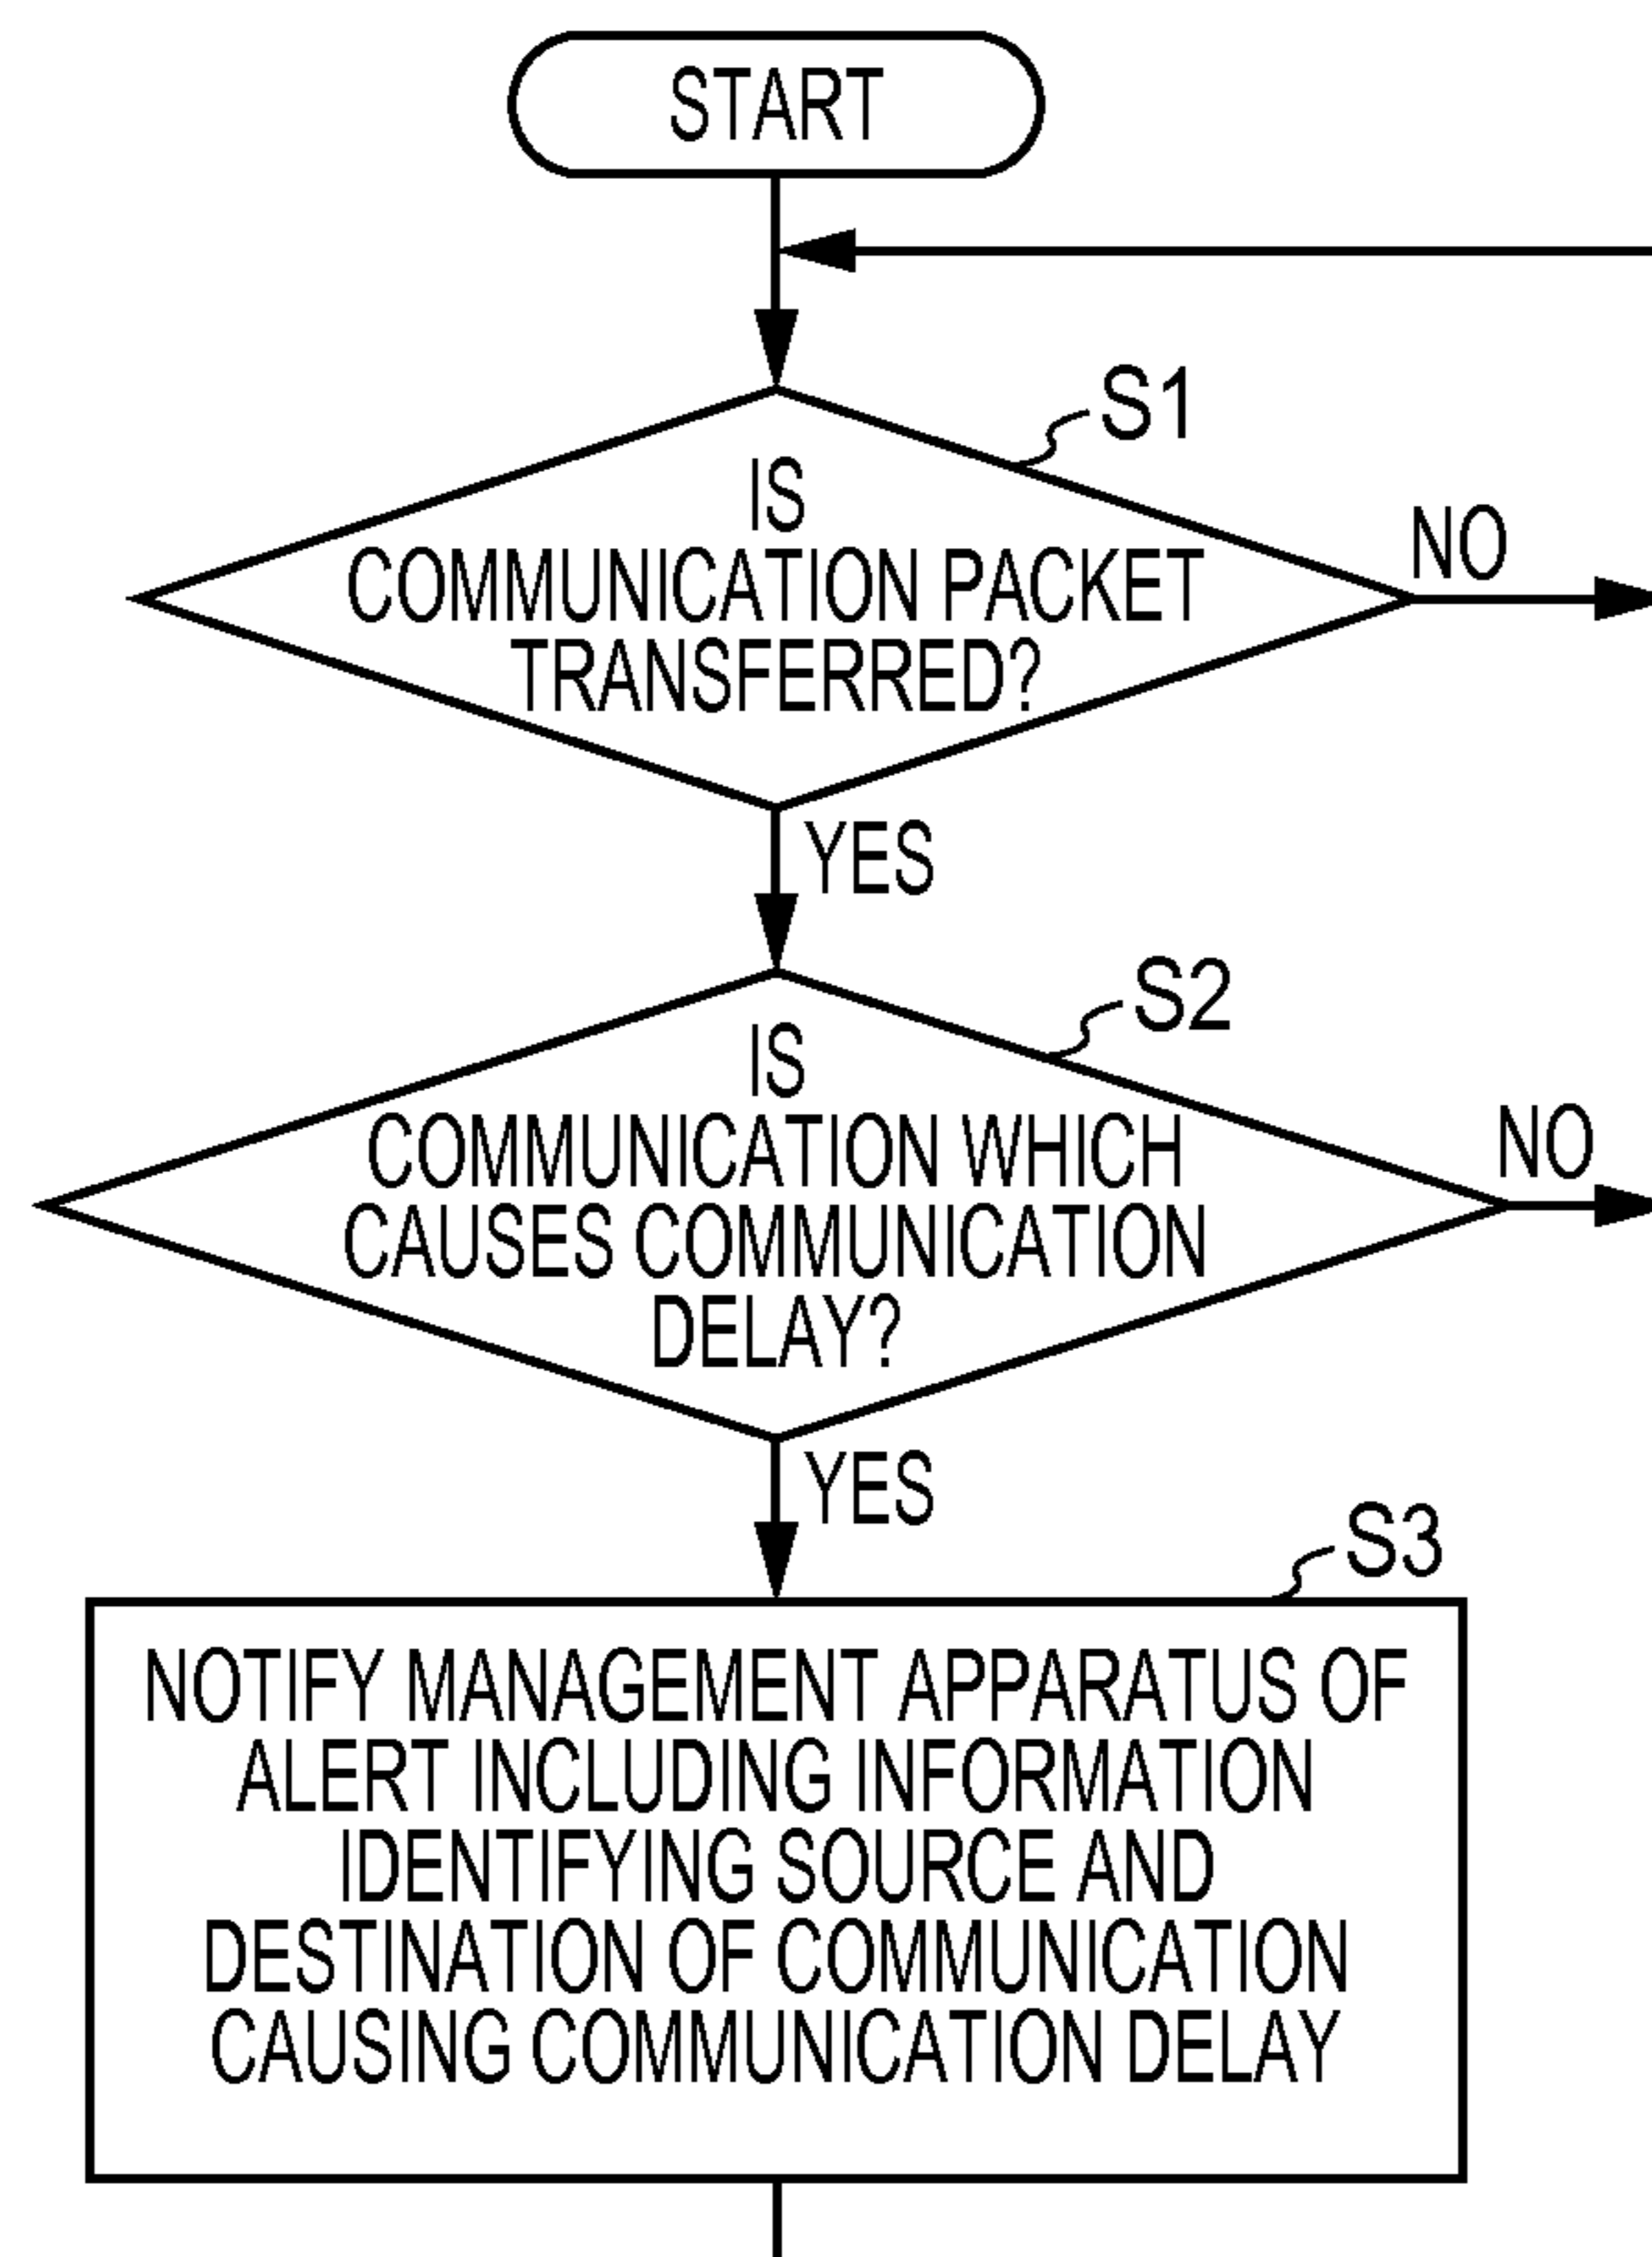 START
S1
IS
COMMUNICATION PACKET
TRANSFERRED?
NO
YES
S2
IS
COMMUNICATION WHICH
CAUSES COMMUNICATION
DELAY?
NO
YES
S3
NOTIFY MANAGEMENT APPARATUS OF
ALERT INCLUDING INFORMATION
IDENTIFYING SOURCE AND
DESTINATION OF COMMUNICATION
CAUSING COMMUNICATION DELAY